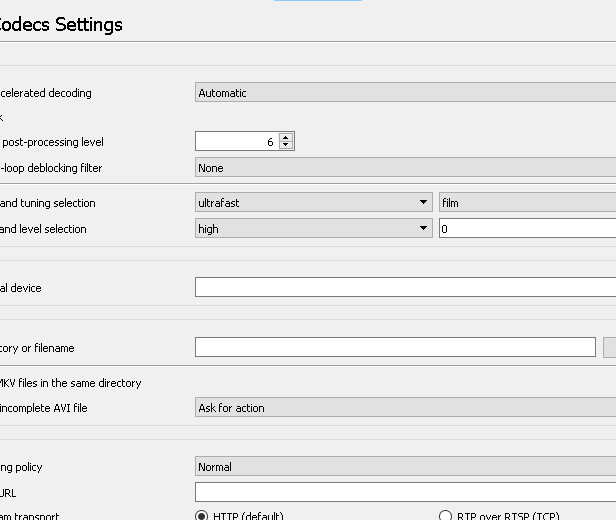 Codecs Settings
celerated decoding Automatic
k
post-processing level 6
-loop deblocking filter None
and tuning selection ultrafast film
and level selection high 0
al device
tory or filename
MKV files in the same directory
incomplete AVI file Ask for action
ng policy Normal
URL
am transport HTTP (default) RTP over RTSP (TCP)